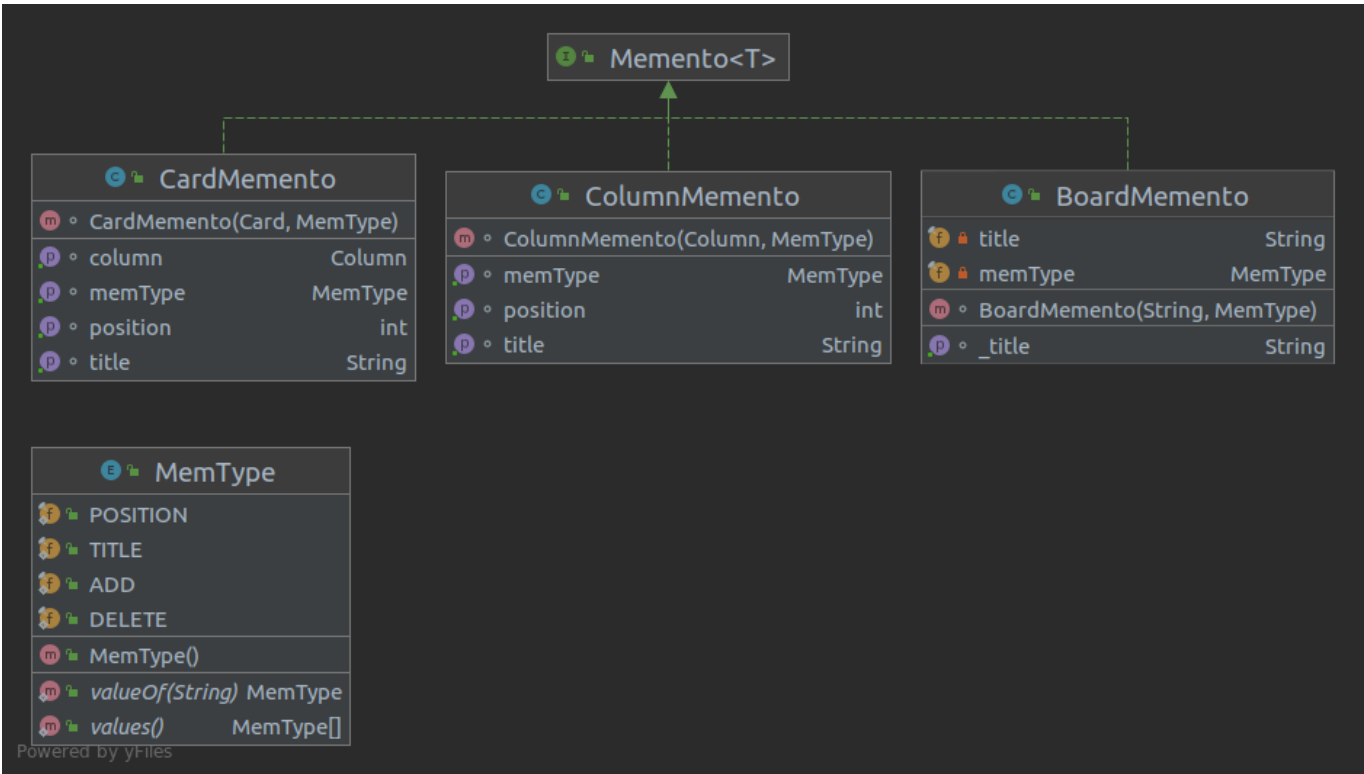 Memento<T>
CardMemento
CardMemento(Card, MemType)
column Column
memType MemType
position int
title String
ColumnMemento
ColumnMemento(Column, MemType)
memType MemType
position int
title String
BoardMemento
title String
memType MemType
BoardMemento(String, MemType)
_title String
MemType
POSITION
TITLE
ADD
DELETE
MemType()
valueOf(String) MemType
values() MemType[]
Powered by yFiles